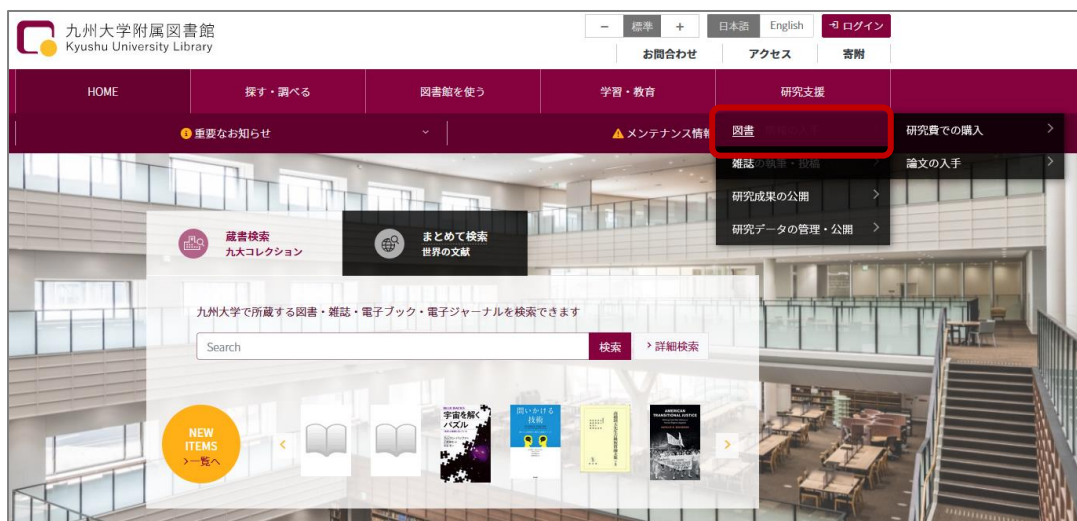 九州大学附属図書館
Kyushu University Library
− 標準 +
日本語 English
ログイン
お問合わせ アクセス 寄附
HOME 探す・調べる 図書館を使う 学習・教育 研究支援
重要なお知らせ
メンテナンス情報
図書
雑誌の執筆・投稿
研究成果の公開
研究データの管理・公開
研究費での購入
論文の入手
蔵書検索
九大コレクション
まとめて検索
世界の文献
九州大学で所蔵する図書・雑誌・電子ブック・電子ジャーナルを検索できます
Search 検索 詳細検索
NEW
ITEMS
一覧へ
宇宙を解く
パズル
問いかける
技術
AMERICAN
TRANSITIONAL JUSTICE